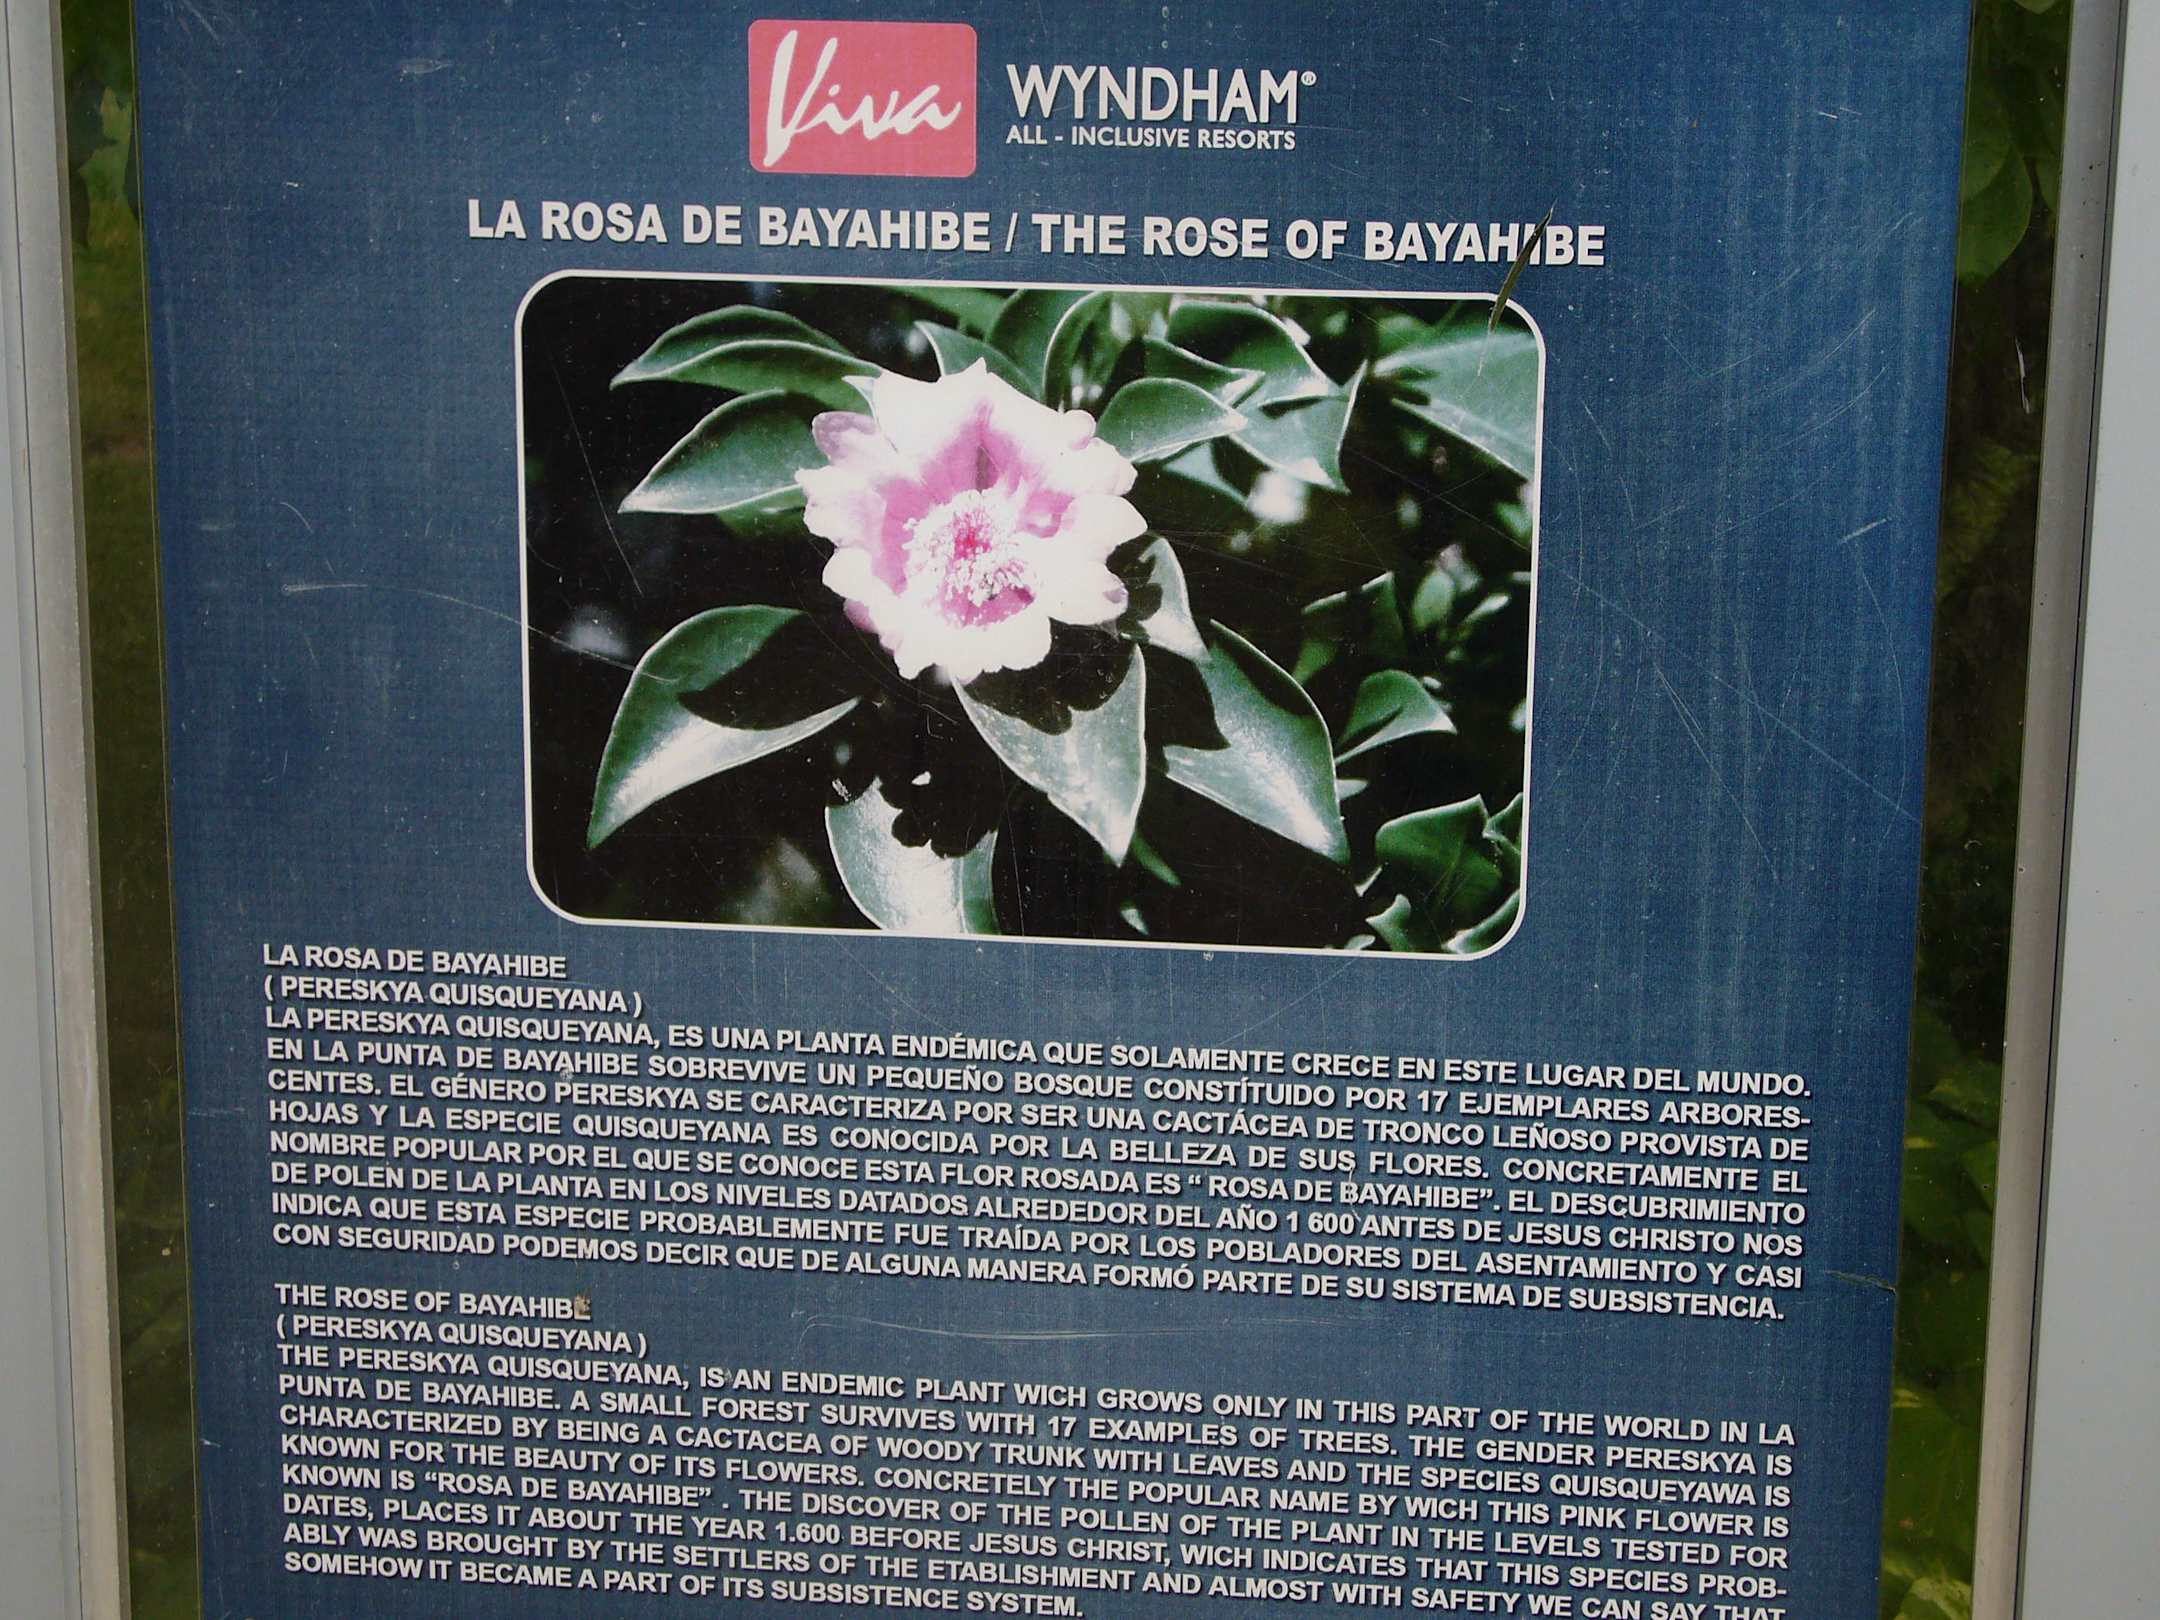 Viva
WYNDHAM®
ALL - INCLUSIVE RESORTS
LA ROSA DE BAYAHIBE / THE ROSE OF BAYAHIBE
LA ROSA DE BAYAHIBE
( PERESKYA QUISQUEYANA )
LA PERESKYA QUISQUEYANA, ES UNA PLANTA ENDÉMICA QUE SOLAMENTE CRECE EN ESTE LUGAR DEL MUNDO.
EN LA PUNTA DE BAYAHIBE SOBREVIVE UN PEQUEÑO BOSQUE CONSTÍTUIDO POR 17 EJEMPLARES ARBORES-
CENTES. EL GÉNERO PERESKYA SE CARACTERIZA POR SER UNA CACTÁCEA DE TRONCO LEÑOSO PROVISTA DE
HOJAS Y LA ESPECIE QUISQUEYANA ES CONOCIDA POR LA BELLEZA DE SUS FLORES. CONCRETAMENTE EL
NOMBRE POPULAR POR EL QUE SE CONOCE ESTA FLOR ROSADA ES “ ROSA DE BAYAHIBE”. EL DESCUBRIMIENTO
DE POLEN DE LA PLANTA EN LOS NIVELES DATADOS ALREDEDOR DEL AÑO 1 600 ANTES DE JESUS CHRISTO NOS
INDICA QUE ESTA ESPECIE PROBABLEMENTE FUE TRAÍDA POR LOS POBLADORES DEL ASENTAMIENTO Y CASI
CON SEGURIDAD PODEMOS DECIR QUE DE ALGUNA MANERA FORMÓ PARTE DE SU SISTEMA DE SUBSISTENCIA.
THE ROSE OF BAYAHIBE
( PERESKYA QUISQUEYANA )
THE PERESKYA QUISQUEYANA, IS AN ENDEMIC PLANT WICH GROWS ONLY IN THIS PART OF THE WORLD IN LA
PUNTA DE BAYAHIBE. A SMALL FOREST SURVIVES WITH 17 EXAMPLES OF TREES. THE GENDER PERESKYA IS
CHARACTERIZED BY BEING A CACTACEA OF WOODY TRUNK WITH LEAVES AND THE SPECIES QUISQUEYAWA IS
KNOWN FOR THE BEAUTY OF ITS FLOWERS. CONCRETELY THE POPULAR NAME BY WICH THIS PINK FLOWER IS
KNOWN IS “ROSA DE BAYAHIBE” . THE DISCOVER OF THE POLLEN OF THE PLANT IN THE LEVELS TESTED FOR
DATES, PLACES IT ABOUT THE YEAR 1.600 BEFORE JESUS CHRIST, WICH INDICATES THAT THIS SPECIES PROB-
ABLY WAS BROUGHT BY THE SETTLERS OF THE ETABLISHMENT AND ALMOST WITH SAFETY WE CAN SAY THAT
SOMEHOW IT BECAME A PART OF ITS SUBSISTENCE SYSTEM.